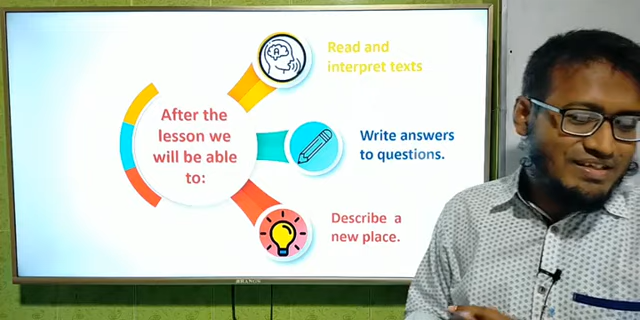 After the
lesson we
will be able
to:
Read and
interpret texts
Write answers
to questions.
Describe a
new place.